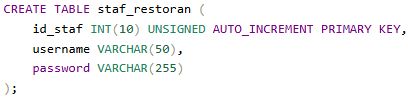 CREATE TABLE staf_restoran (
    id_staf INT(10) UNSIGNED AUTO_INCREMENT PRIMARY KEY,
    username VARCHAR(50),
    password VARCHAR(255)
);